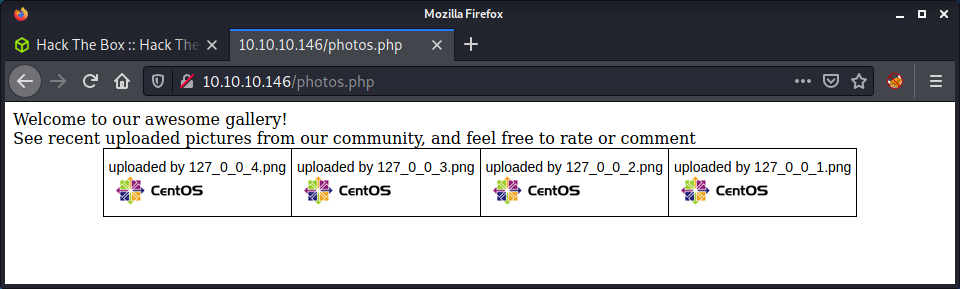 Mozilla Firefox
Hack The Box :: Hack The
10.10.10.146/photos.php
10.10.10.146/photos.php
Welcome to our awesome gallery!
See recent uploaded pictures from our community, and feel free to rate or comment
uploaded by 127_0_0_4.png uploaded by 127_0_0_3.png uploaded by 127_0_0_2.png uploaded by 127_0_0_1.png
CentOS CentOS CentOS CentOS